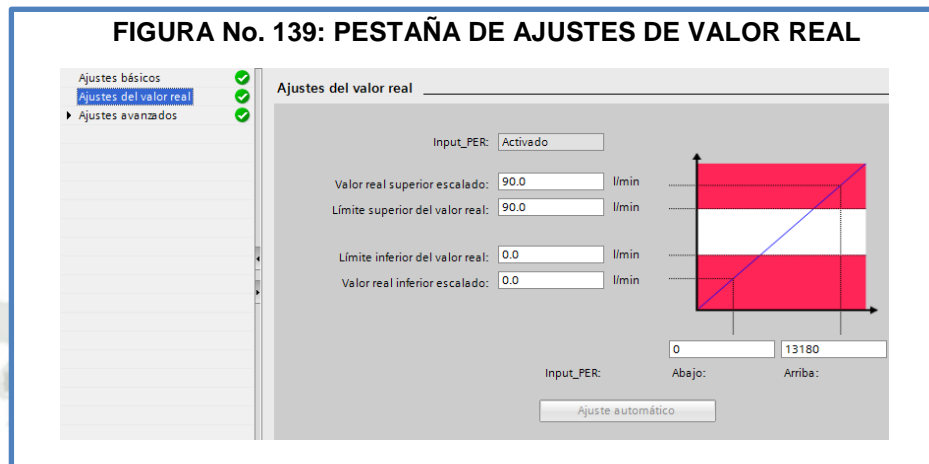 FIGURA No. 139: PESTAÑA DE AJUSTES DE VALOR REAL
Ajustes básicos
Ajustes del valor real
Ajustes avanzados
Ajustes del valor real
Input_PER: Activado
Valor real superior escalado: 90.0 l/min
Límite superior del valor real: 90.0 l/min
Límite inferior del valor real: 0.0 l/min
Valor real inferior escalado: 0.0 l/min
0 13180
Input_PER: Abajo: Arriba:
Ajuste automático